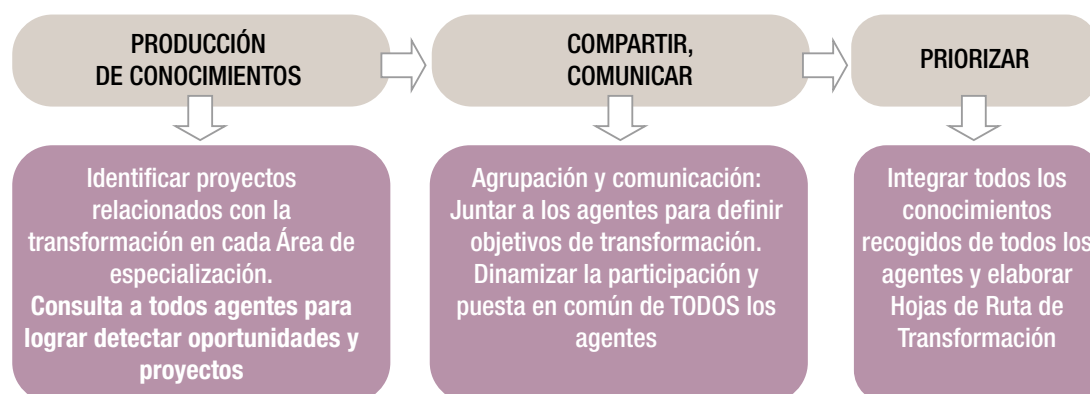 PRODUCCIÓN
DE CONOCIMIENTOS
COMPARTIR,
COMUNICAR
PRIORIZAR
Identificar proyectos
relacionados con la
transformación en cada Área de
especialización.
Consulta a todos agentes para
lograr detectar oportunidades y
proyectos
Agrupación y comunicación:
Juntar a los agentes para definir
objetivos de transformación.
Dinamizar la participación y
puesta en común de TODOS los
agentes
Integrar todos los
conocimientos
recogidos de todos los
agentes y elaborar
Hojas de Ruta de
Transformación